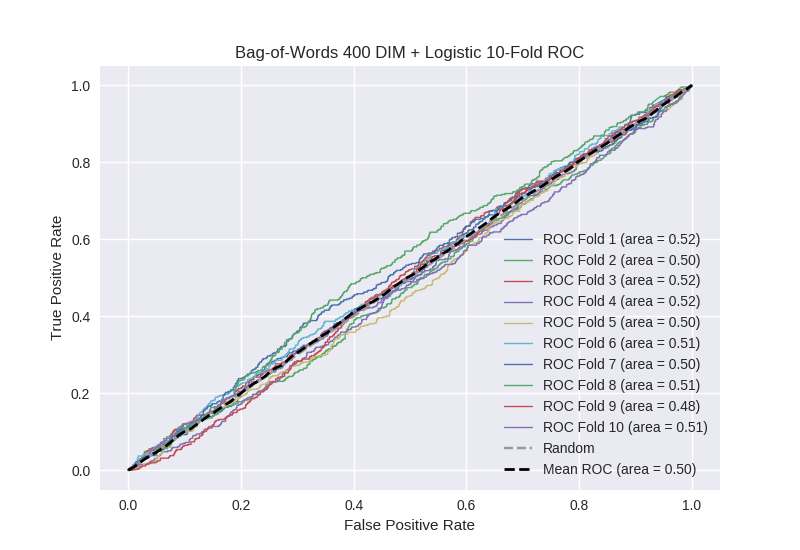 Bag-of-Words 400 DIM + Logistic 10-Fold ROC
1.0
0.8
0.6
0.4
0.2
0.0
True Positive Rate
ROC Fold 1 (area = 0.52)
ROC Fold 2 (area = 0.50)
ROC Fold 3 (area = 0.52)
ROC Fold 4 (area = 0.52)
ROC Fold 5 (area = 0.50)
ROC Fold 6 (area = 0.51)
ROC Fold 7 (area = 0.50)
ROC Fold 8 (area = 0.51)
ROC Fold 9 (area = 0.48)
ROC Fold 10 (area = 0.51)
Random
Mean ROC (area = 0.50)
0.0 0.2 0.4 0.6 0.8 1.0
False Positive Rate